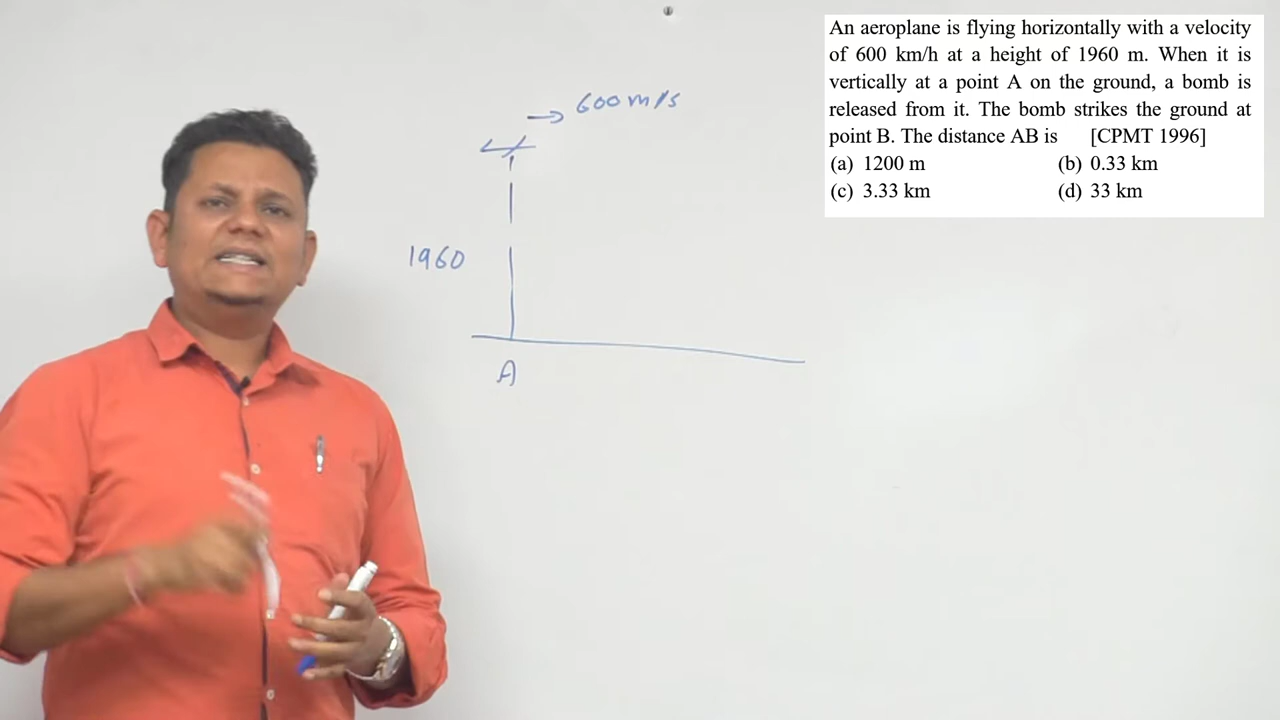 An aeroplane is flying horizontally with a velocity
of 600 km/h at a height of 1960 m. When it is
vertically at a point A on the ground, a bomb is
released from it. The bomb strikes the ground at
point B. The distance AB is [CPMT 1996]
(a) 1200 m (b) 0.33 km
(c) 3.33 km (d) 33 km
600 m/s
1960
A